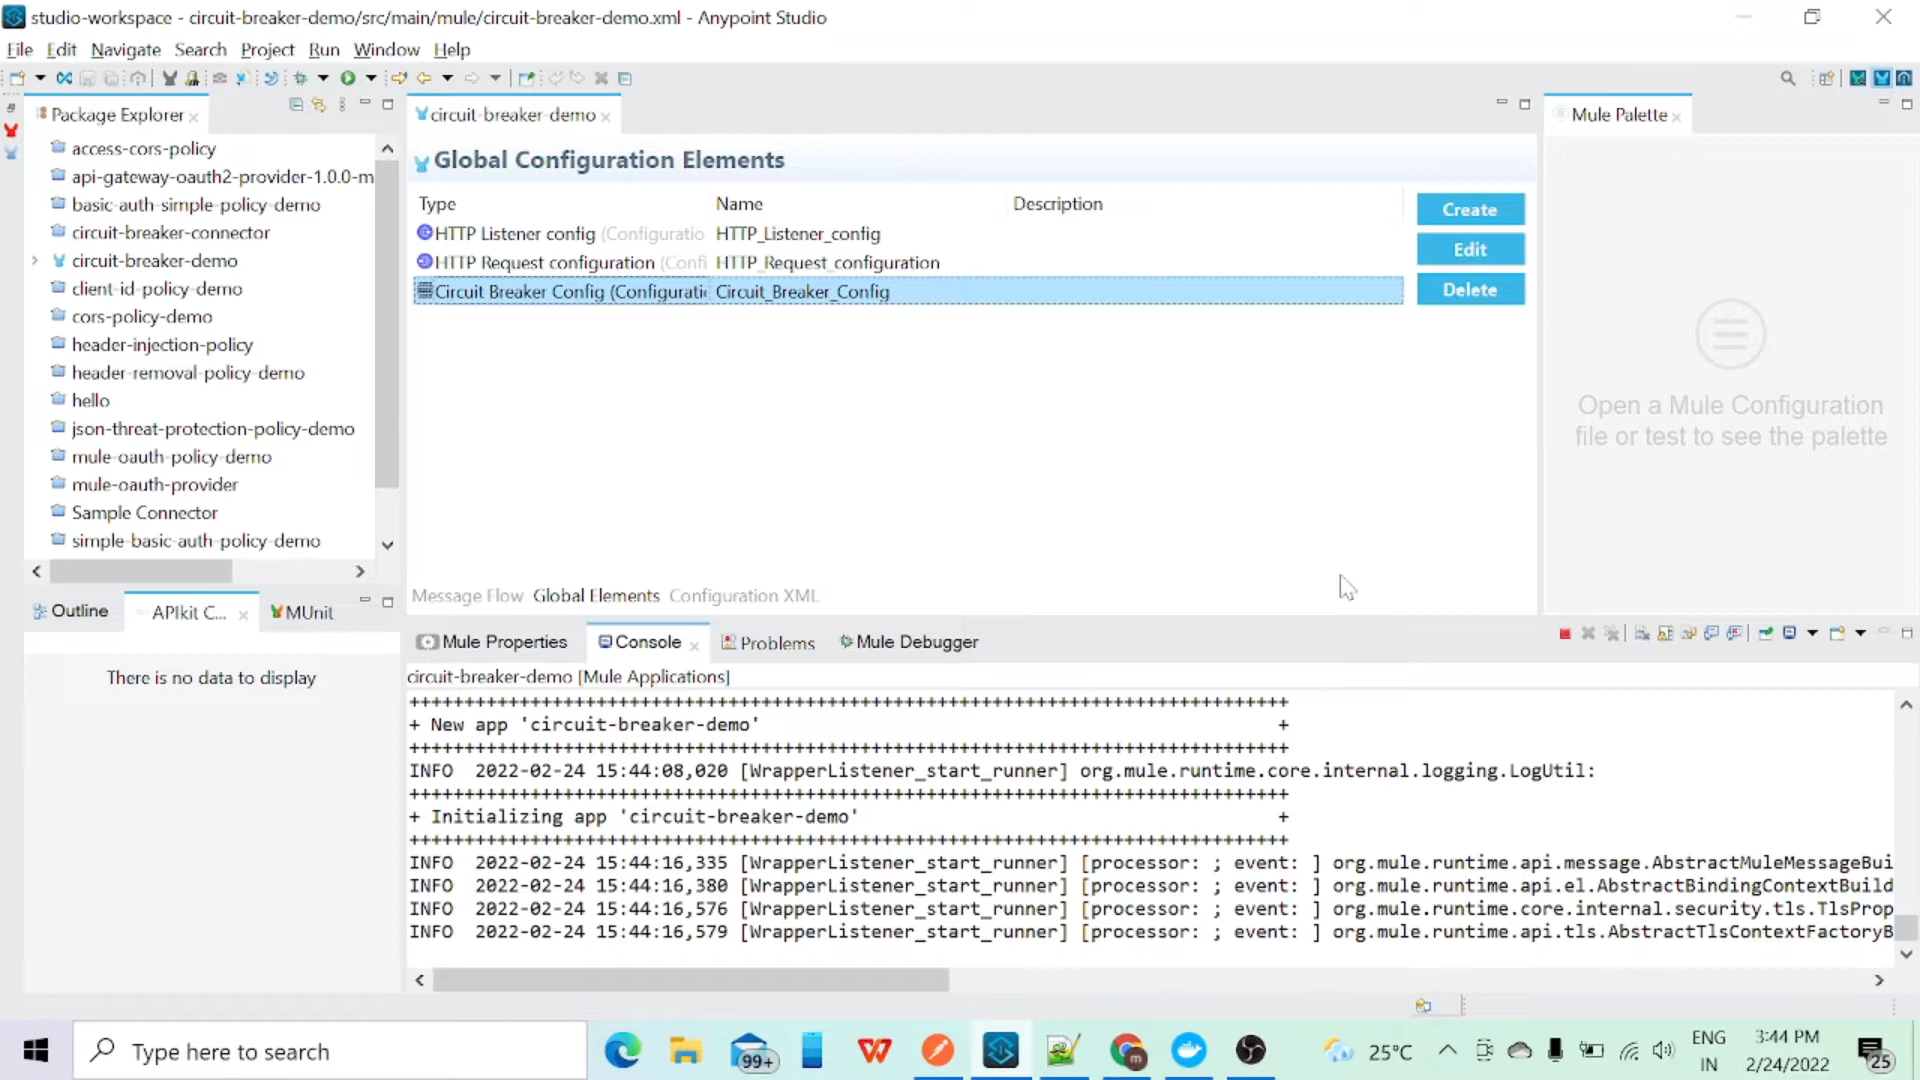 studio-workspace - circuit-breaker-demo/src/main/mule/circuit-breaker-demo.xml - Anypoint Studio
File Edit Navigate Search Project Run Window Help
Package Explorer
access-cors-policy
api-gateway-oauth2-provider-1.0.0-m
basic-auth-simple-policy-demo
circuit-breaker-connector
circuit-breaker-demo
client-id-policy-demo
cors-policy-demo
header-injection-policy
header-removal-policy-demo
hello
json-threat-protection-policy-demo
mule-oauth-policy-demo
mule-oauth-provider
Sample Connector
simple-basic-auth-policy-demo
Outline APIkit C... MUnit
There is no data to display
circuit-breaker-demo
Global Configuration Elements
Type Name Description
HTTP Listener config (Configuratio HTTP_Listener_config
HTTP Request configuration (Confi HTTP_Request_configuration
Circuit Breaker Config (Configurati Circuit_Breaker_Config
Create
Edit
Delete
Message Flow Global Elements Configuration XML
Mule Palette
Open a Mule Configuration
file or test to see the palette
Mule Properties Console Problems Mule Debugger
circuit-breaker-demo [Mule Applications]
++++++++++++++++++++++++++++++++++++++++++++++++++++++++++++++++++++++++++++++++
+ New app 'circuit-breaker-demo' +
++++++++++++++++++++++++++++++++++++++++++++++++++++++++++++++++++++++++++++++++
INFO 2022-02-24 15:44:08,020 [WrapperListener_start_runner] org.mule.runtime.core.internal.logging.LogUtil:
++++++++++++++++++++++++++++++++++++++++++++++++++++++++++++++++++++++++++++++++
+ Initializing app 'circuit-breaker-demo' +
++++++++++++++++++++++++++++++++++++++++++++++++++++++++++++++++++++++++++++++++
INFO 2022-02-24 15:44:16,335 [WrapperListener_start_runner] [processor: ; event: ] org.mule.runtime.api.message.AbstractMuleMessageBui
INFO 2022-02-24 15:44:16,380 [WrapperListener_start_runner] [processor: ; event: ] org.mule.runtime.api.el.AbstractBindingContextBuild
INFO 2022-02-24 15:44:16,576 [WrapperListener_start_runner] [processor: ; event: ] org.mule.runtime.core.internal.security.tls.TlsProp
INFO 2022-02-24 15:44:16,579 [WrapperListener_start_runner] [processor: ; event: ] org.mule.runtime.api.tls.AbstractTlsContextFactoryB
Type here to search
99+
W
m
25°C
ENG
IN
3:44 PM
2/24/2022
25